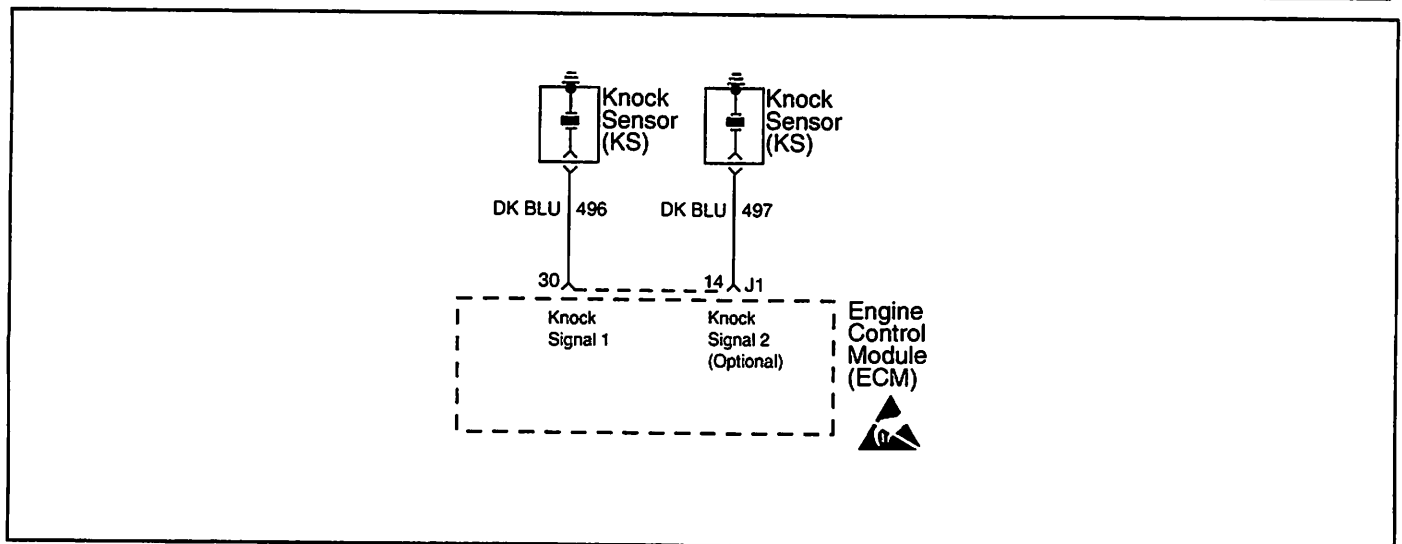 Knock
Sensor
(KS)
Knock
Sensor
(KS)
DK BLU 496
DK BLU 497
30
14 J1
Knock
Signal 1
Knock
Signal 2
(Optional)
Engine
Control
Module
(ECM)